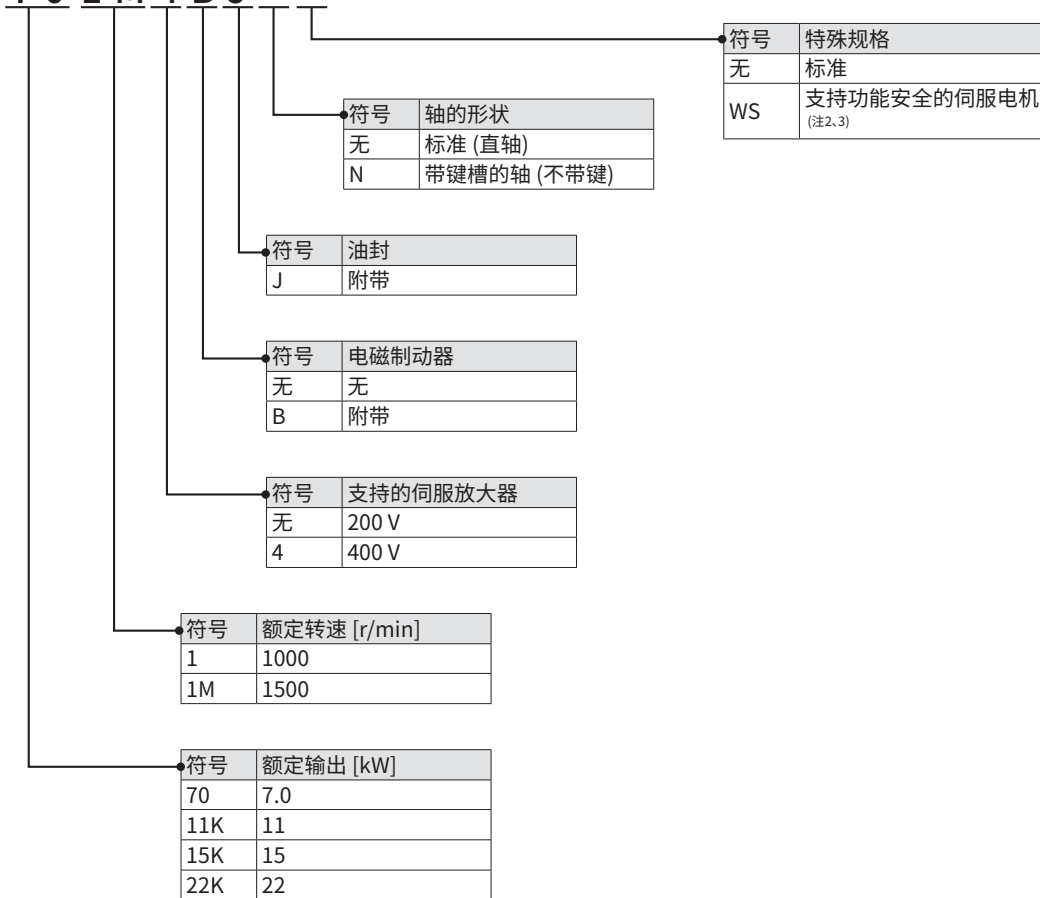 符号 特殊规格
无 标准
WS 支持功能安全的伺服电机
(注2、3)
符号 轴的形状
无 标准 (直轴)
N 带键槽的轴 (不带键)
符号 油封
J 附带
符号 电磁制动器
无 无
B 附带
符号 支持的伺服放大器
无 200 V
4 400 V
符号 额定转速 [r/min]
1 1000
1M 1500
符号 额定输出 [kW]
70 7.0
11K 11
15K 15
22K 22